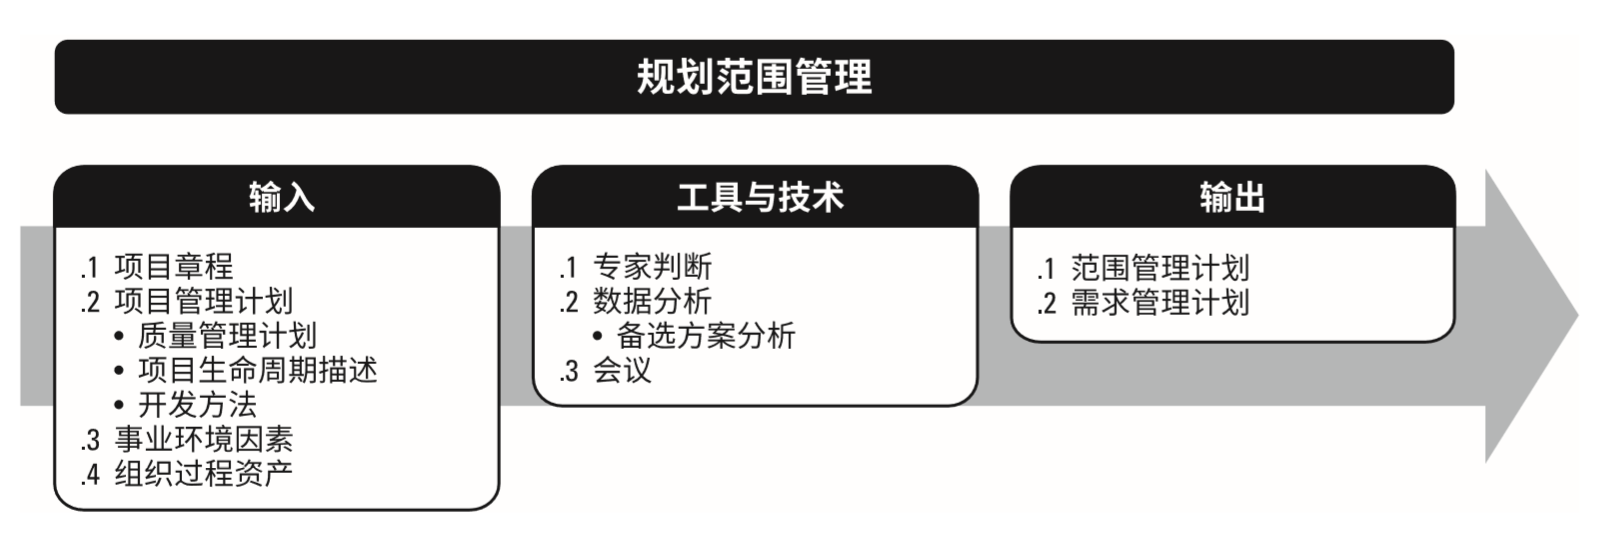 规划范围管理
输入
.1 项目章程
.2 项目管理计划
• 质量管理计划
• 项目生命周期描述
• 开发方法
.3 事业环境因素
.4 组织过程资产
工具与技术
.1 专家判断
.2 数据分析
• 备选方案分析
.3 会议
输出
.1 范围管理计划
.2 需求管理计划